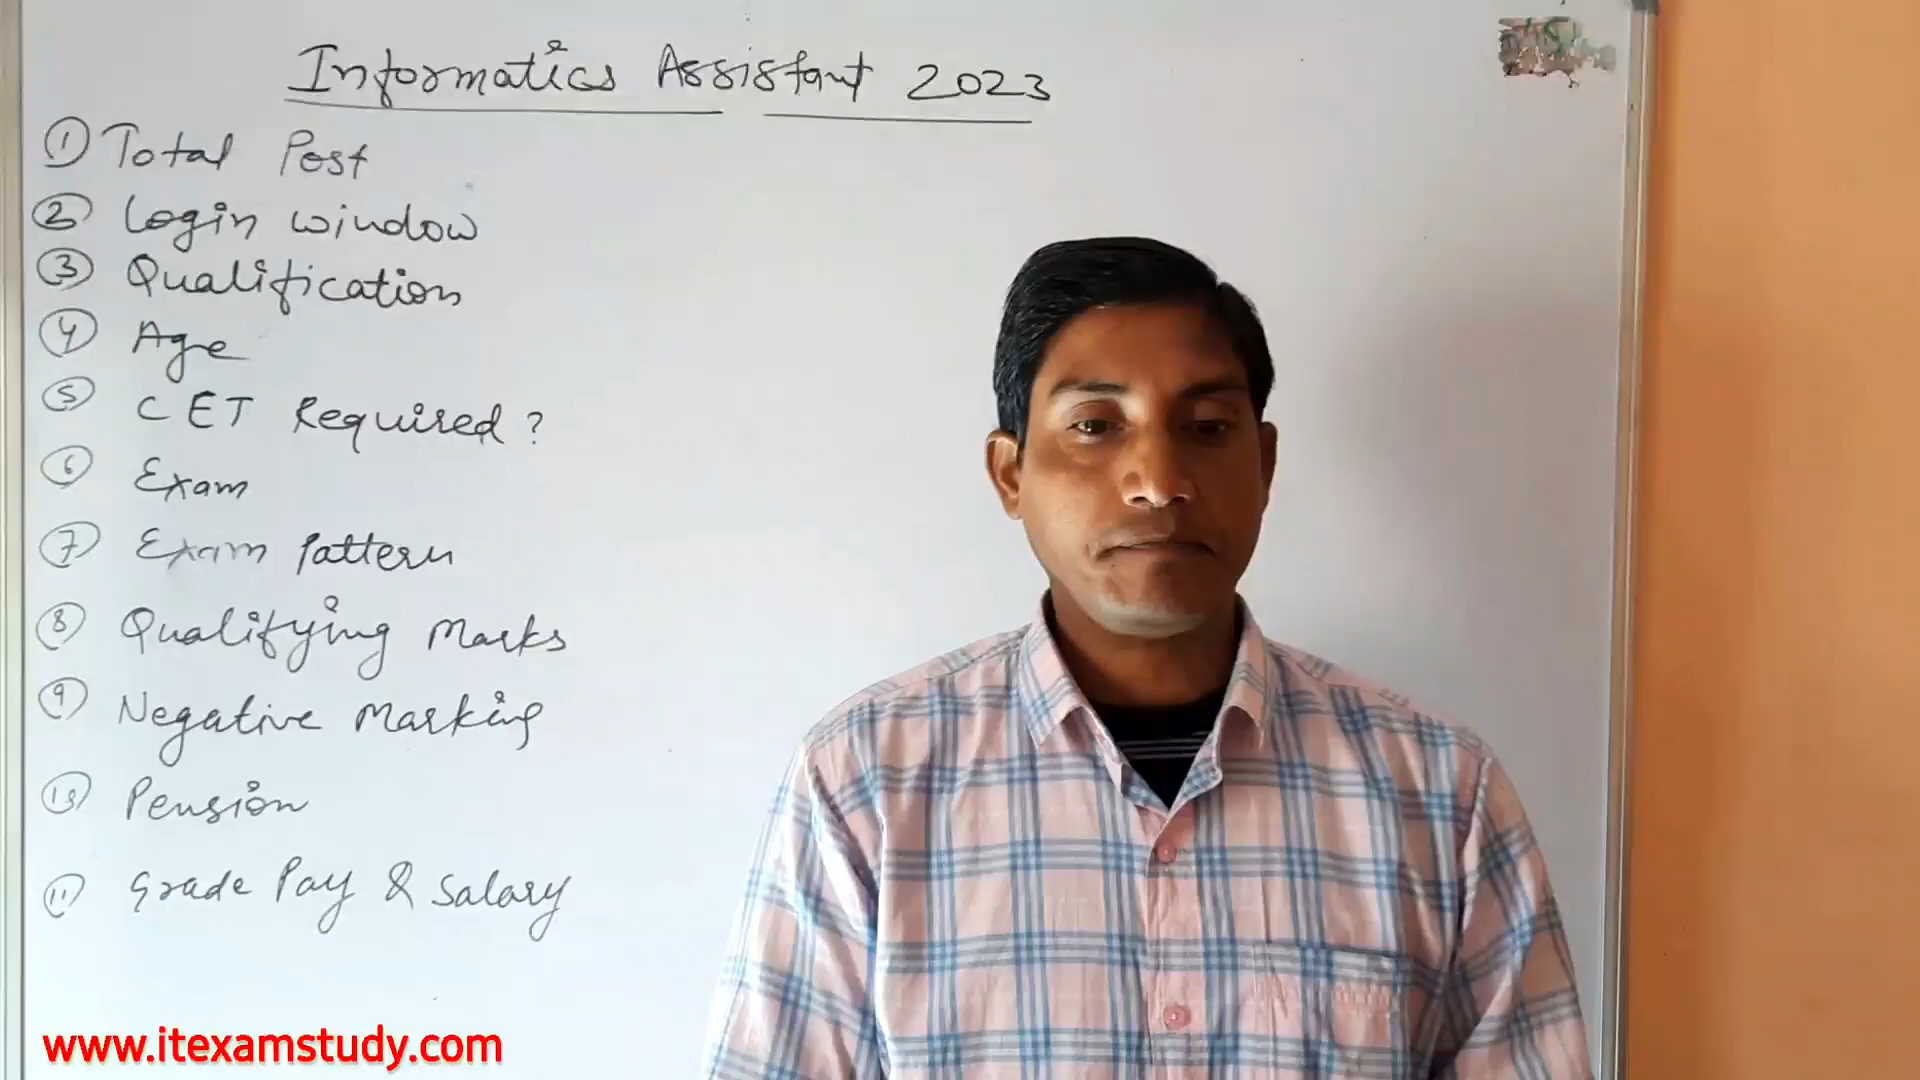 Informatics Assistant 2023
① Total Post
② Login window
③ Qualification
④ Age
⑤ CET Required ?
⑥ Exam
⑦ Exam Pattern
⑧ Qualifying Marks
⑨ Negative Marking
⑩ Pension
⑪ Grade Pay & Salary
www.itexamstudy.com